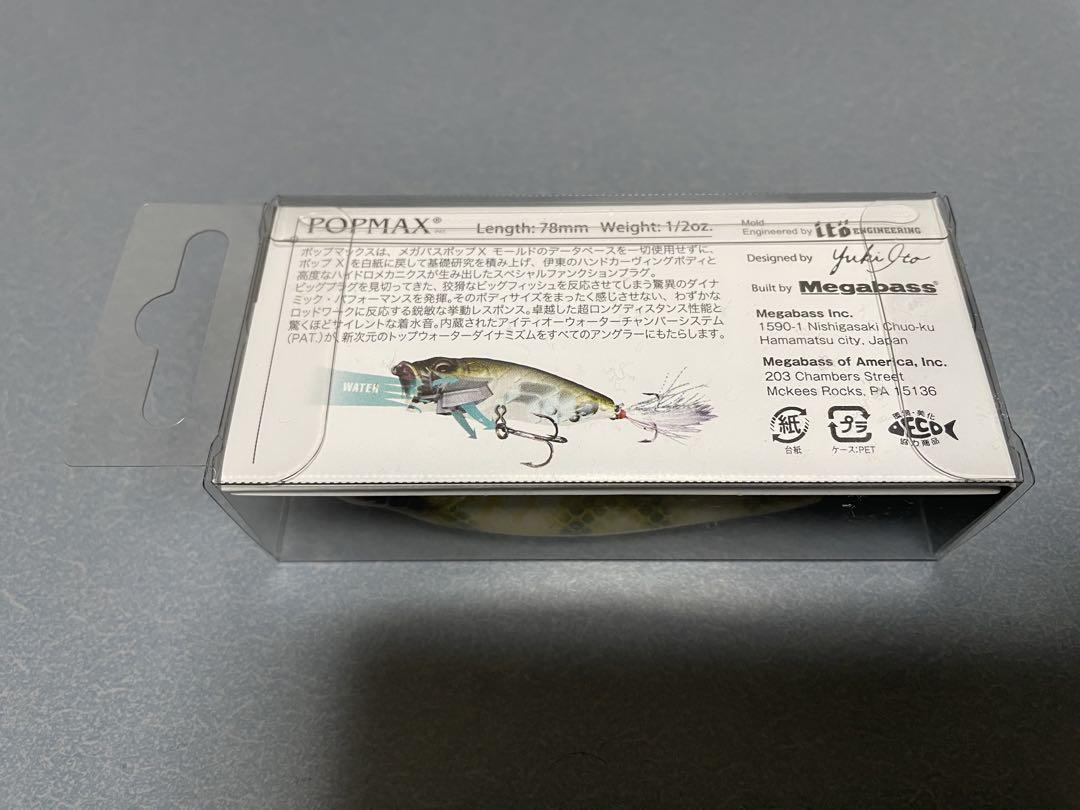 POPMAX® PAT. Length: 78mm Weight: 1/2oz.
ポップマックスは、メガバスポップX モールドのデータベースを一切使用せずに、
ポップXを白紙に戻して基礎研究を積み上げ、伊東のハンドカーヴィングボディと
高度なハイドロメカニクスが生み出したスペシャルファンクションプラグ。
ビッグプラグを見切ってきた、狡猾なビッグフィッシュを反応させてしまう驚異のダイナ
ミック・パフォーマンスを発揮。そのボディサイズをまったく感じさせない、わずかな
ロッドワークに反応する鋭敏な挙動レスポンス。卓越した超ロングディスタンス性能と
驚くほどサイレントな着水音。内蔵されたアイティオーウォーターチャンバーシステム
(PAT.)が、新次元のトップウォーターダイナミズムをすべてのアングラーにもたらします。
WATER
Mold
Engineered by itö ENGINEERING
Designed by Yuki Ito
Built by Megabass®
Megabass Inc.
1590-1 Nishigasaki Chuo-ku
Hamamatsu city, Japan
Megabass of America, Inc.
203 Chambers Street
Mckees Rocks, PA 15136
紙
台紙
プラ
ケース:PET
環境・美化
ECO
協力商品